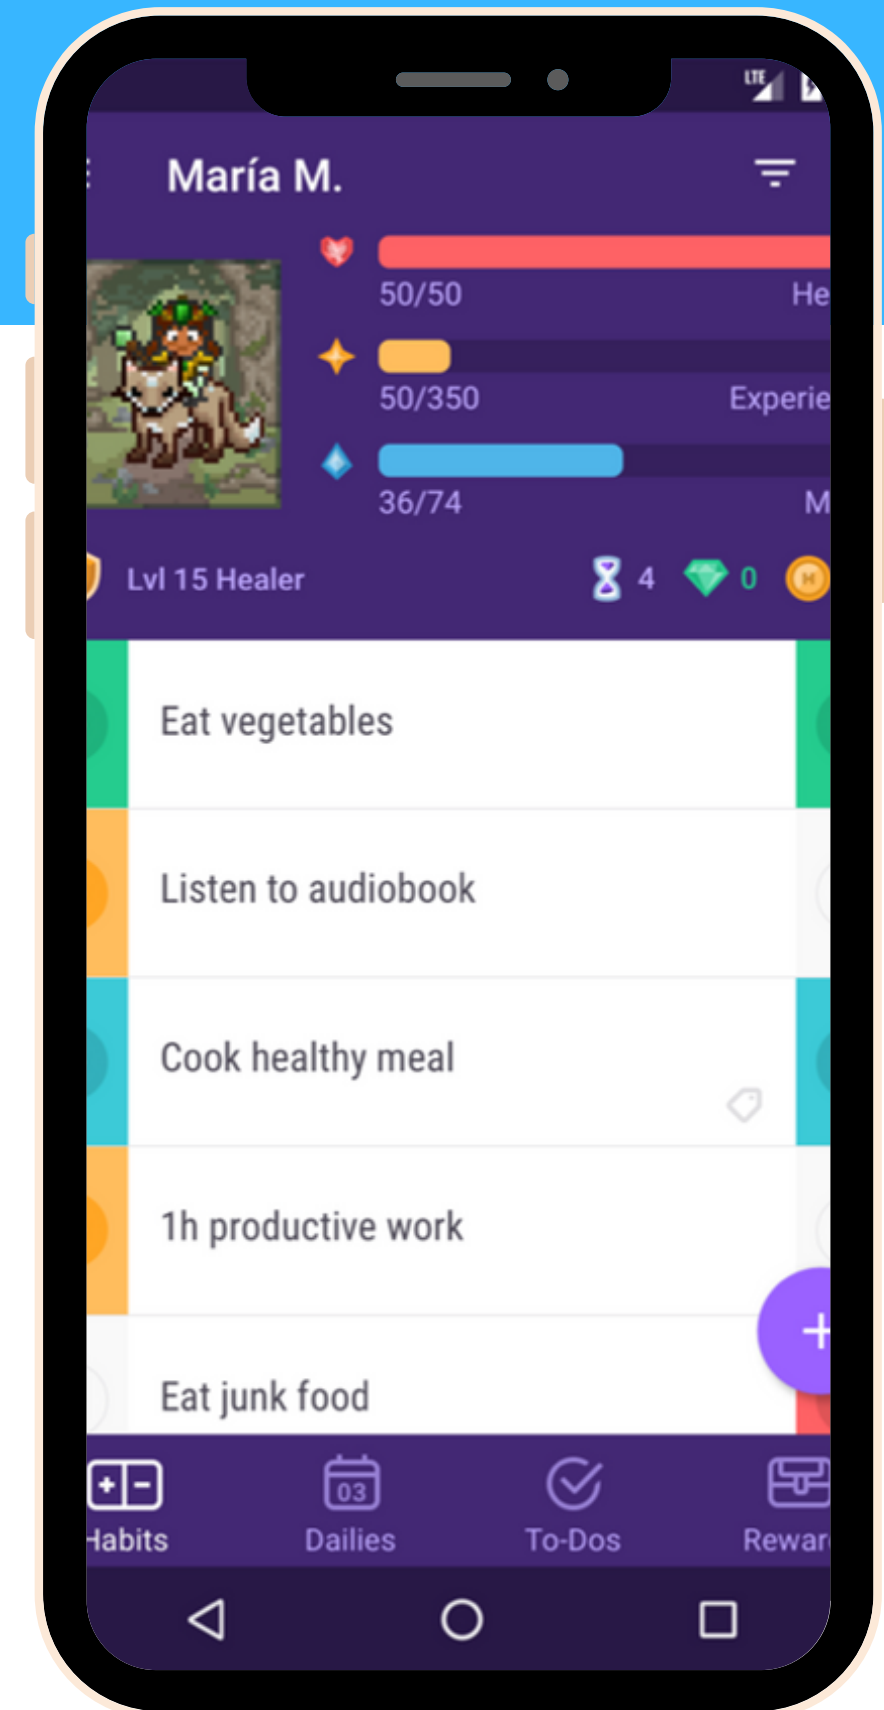 LTE
María M.
50/50 He
50/350 Experie
36/74 M
Lvl 15 Healer 4 0 H
Eat vegetables
Listen to audiobook
Cook healthy meal
1h productive work
+
Eat junk food
+ −
03
Habits Dailies To-Dos Rewar